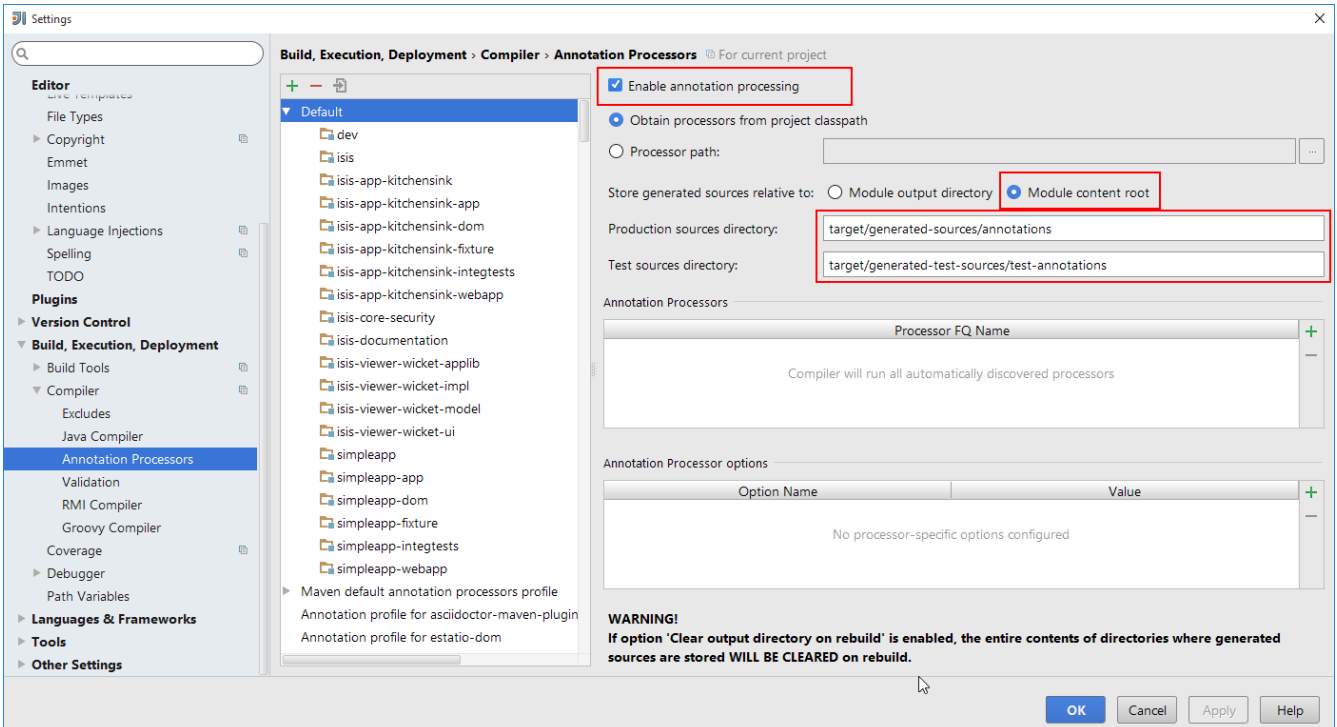 Settings
Editor
Live Templates
File Types
Copyright
Emmet
Images
Intentions
Language Injections
Spelling
TODO
Plugins
Version Control
Build, Execution, Deployment
Build Tools
Compiler
Excludes
Java Compiler
Annotation Processors
Validation
RMI Compiler
Groovy Compiler
Coverage
Debugger
Path Variables
Languages & Frameworks
Tools
Other Settings
Build, Execution, Deployment › Compiler › Annotation Processors For current project
Default
dev
isis
isis-app-kitchensink
isis-app-kitchensink-app
isis-app-kitchensink-dom
isis-app-kitchensink-fixture
isis-app-kitchensink-integtests
isis-app-kitchensink-webapp
isis-core-security
isis-documentation
isis-viewer-wicket-applib
isis-viewer-wicket-impl
isis-viewer-wicket-model
isis-viewer-wicket-ui
simpleapp
simpleapp-app
simpleapp-dom
simpleapp-fixture
simpleapp-integtests
simpleapp-webapp
Maven default annotation processors profile
Annotation profile for asciidoctor-maven-plugin
Annotation profile for estatio-dom
Enable annotation processing
Obtain processors from project classpath
Processor path: ...
Store generated sources relative to: Module output directory Module content root
Production sources directory: target/generated-sources/annotations
Test sources directory: target/generated-test-sources/test-annotations
Annotation Processors
Processor FQ Name
Compiler will run all automatically discovered processors
Annotation Processor options
Option Name Value
No processor-specific options configured
WARNING!
If option 'Clear output directory on rebuild' is enabled, the entire contents of directories where generated
sources are stored WILL BE CLEARED on rebuild.
OK Cancel Apply Help